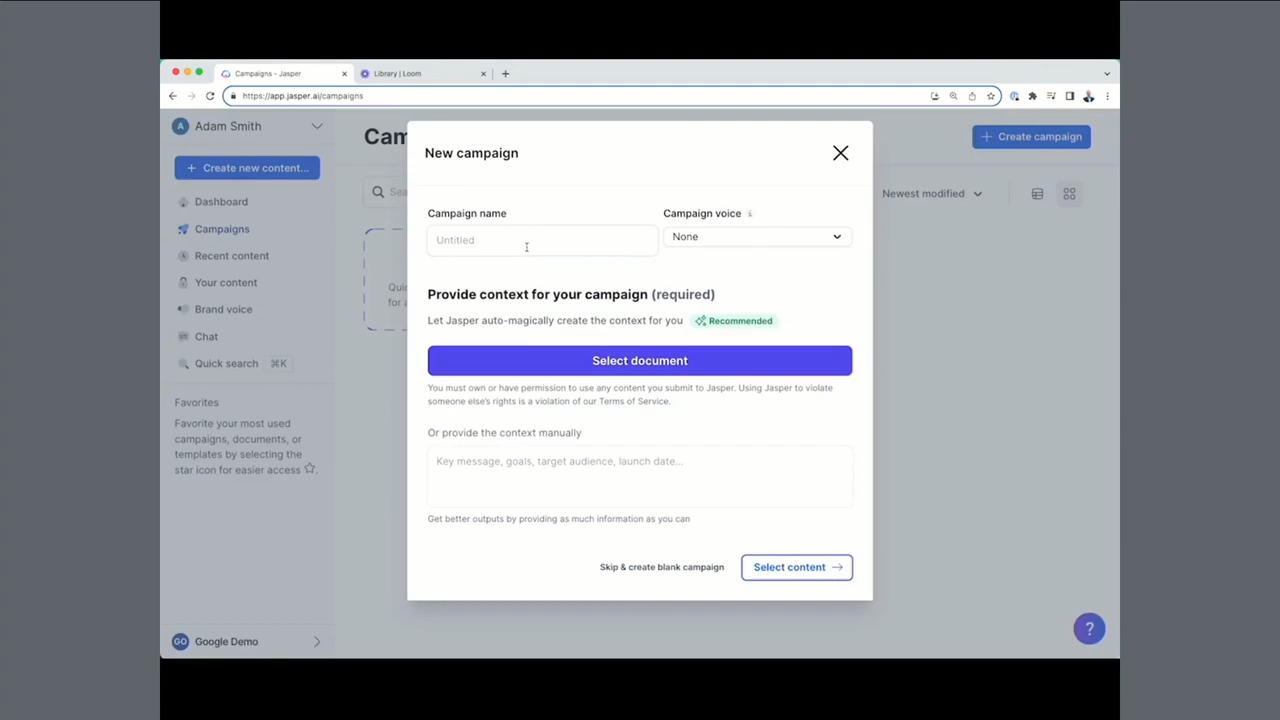 Campaigns - Jasper
Library | Loom
https://app.jasper.ai/campaigns
A Adam Smith
Cam
+ Create campaign
New campaign
+ Create new content...
Sea
Newest modified
Dashboard
Campaigns
Recent content
Your content
Brand voice
Chat
Quick search ⌘K
Campaign name
Campaign voice i
Untitled
None
Quic
for a
Provide context for your campaign (required)
Let Jasper auto-magically create the context for you Recommended
Select document
You must own or have permission to use any content you submit to Jasper. Using Jasper to violate
someone else's rights is a violation of our Terms of Service.
Favorites
Favorite your most used
campaigns, documents, or
templates by selecting the
star icon for easier access .
Or provide the context manually
Key message, goals, target audience, launch date...
Get better outputs by providing as much information as you can
Skip & create blank campaign
Select content →
GO Google Demo
?